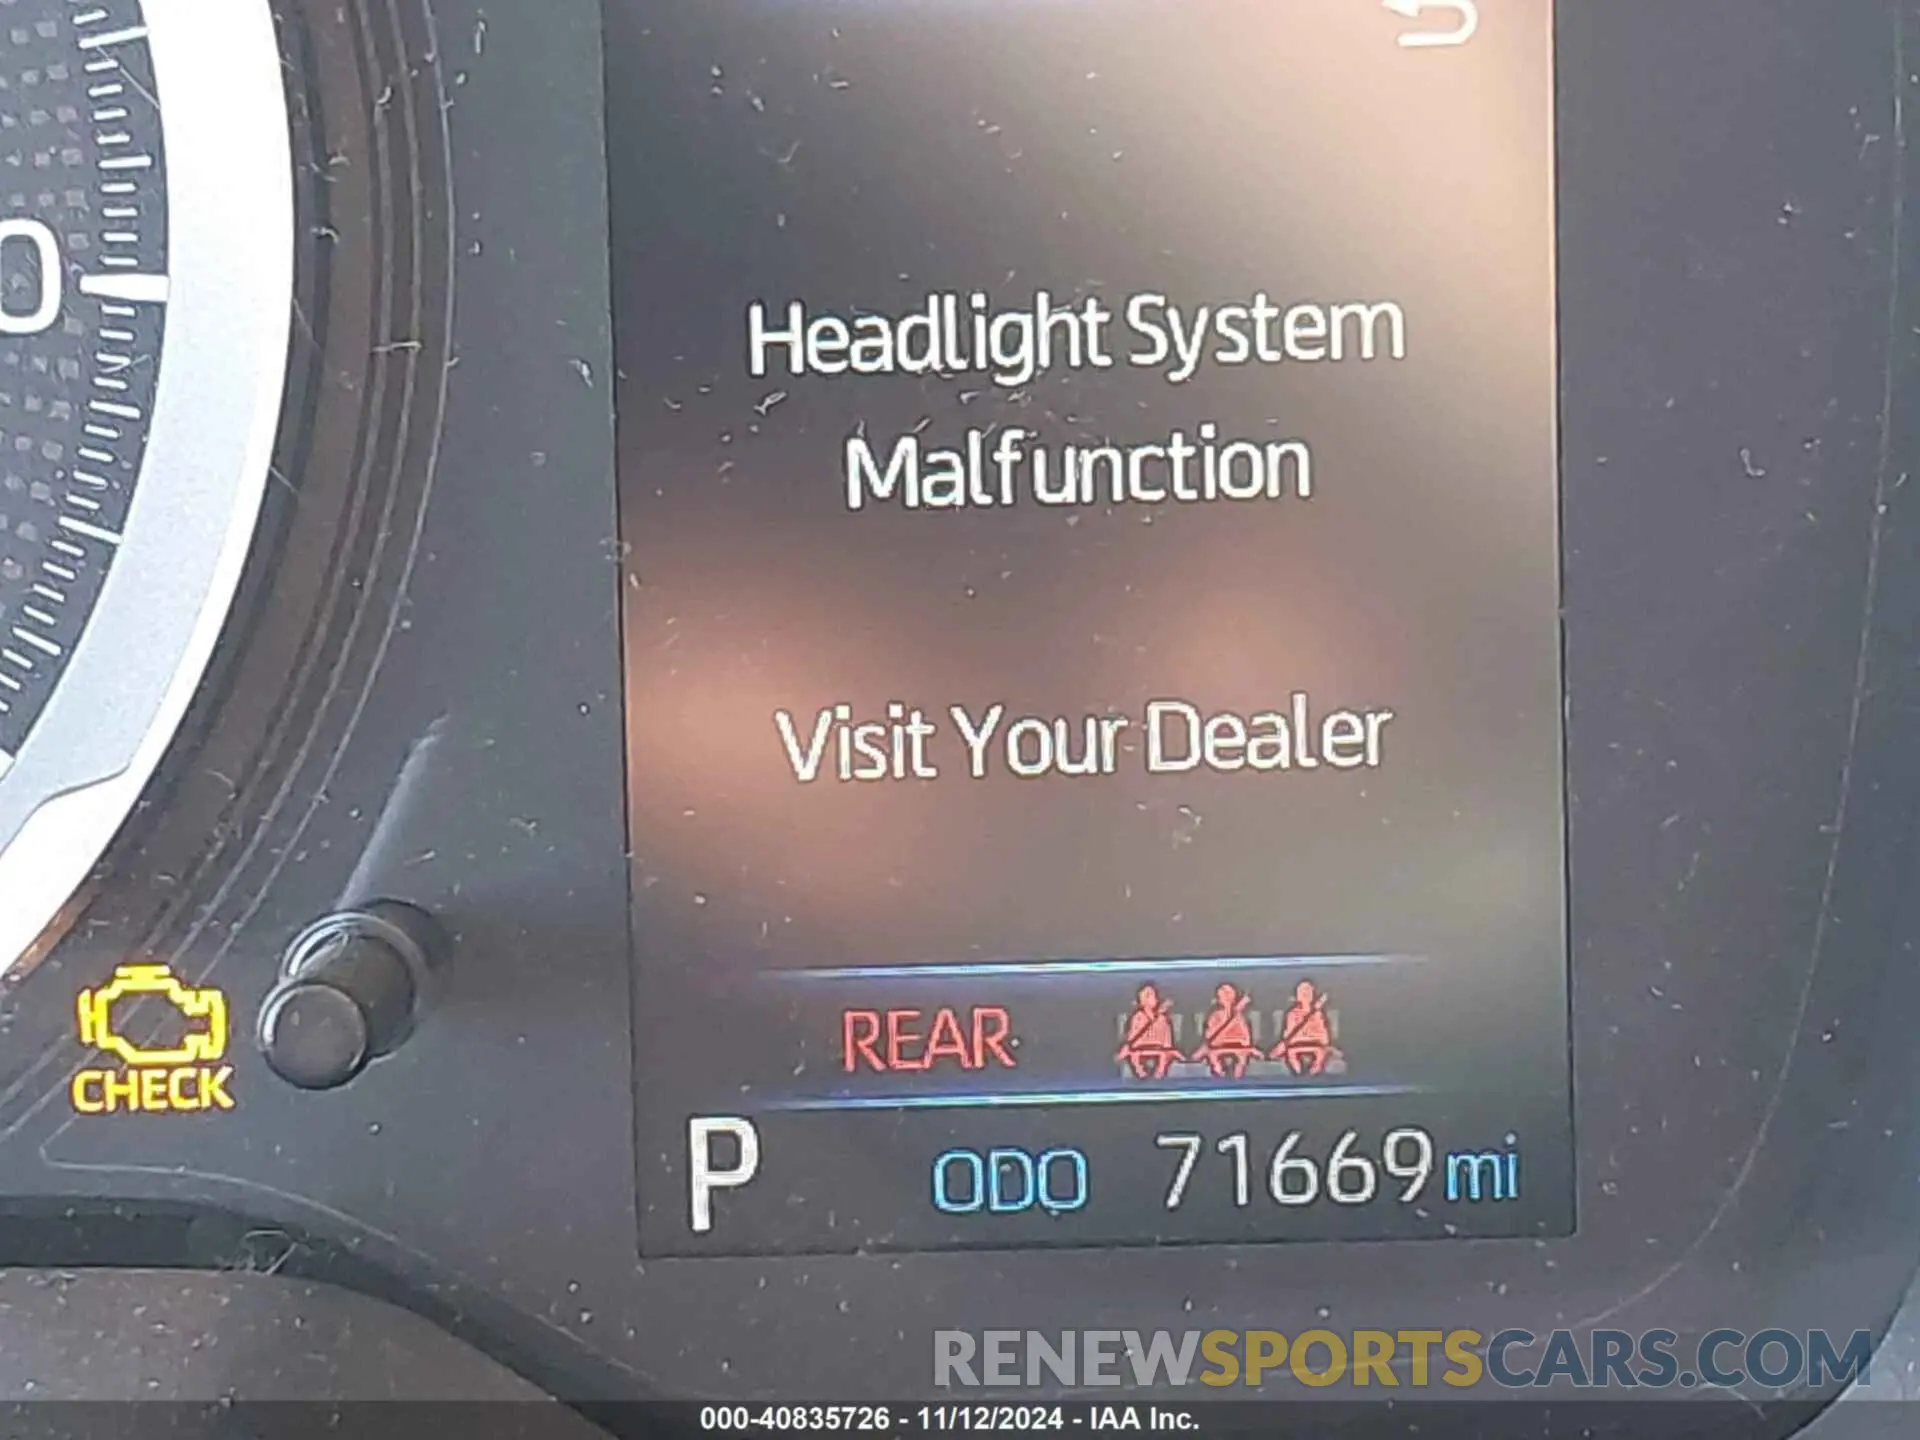 0
Headlight System
Malfunction
Visit Your Dealer
REAR
CHECK
P ODO 71669 mi
RENEWSPORTSCARS.COM
000-40835726 - 11/12/2024 - IAA Inc.